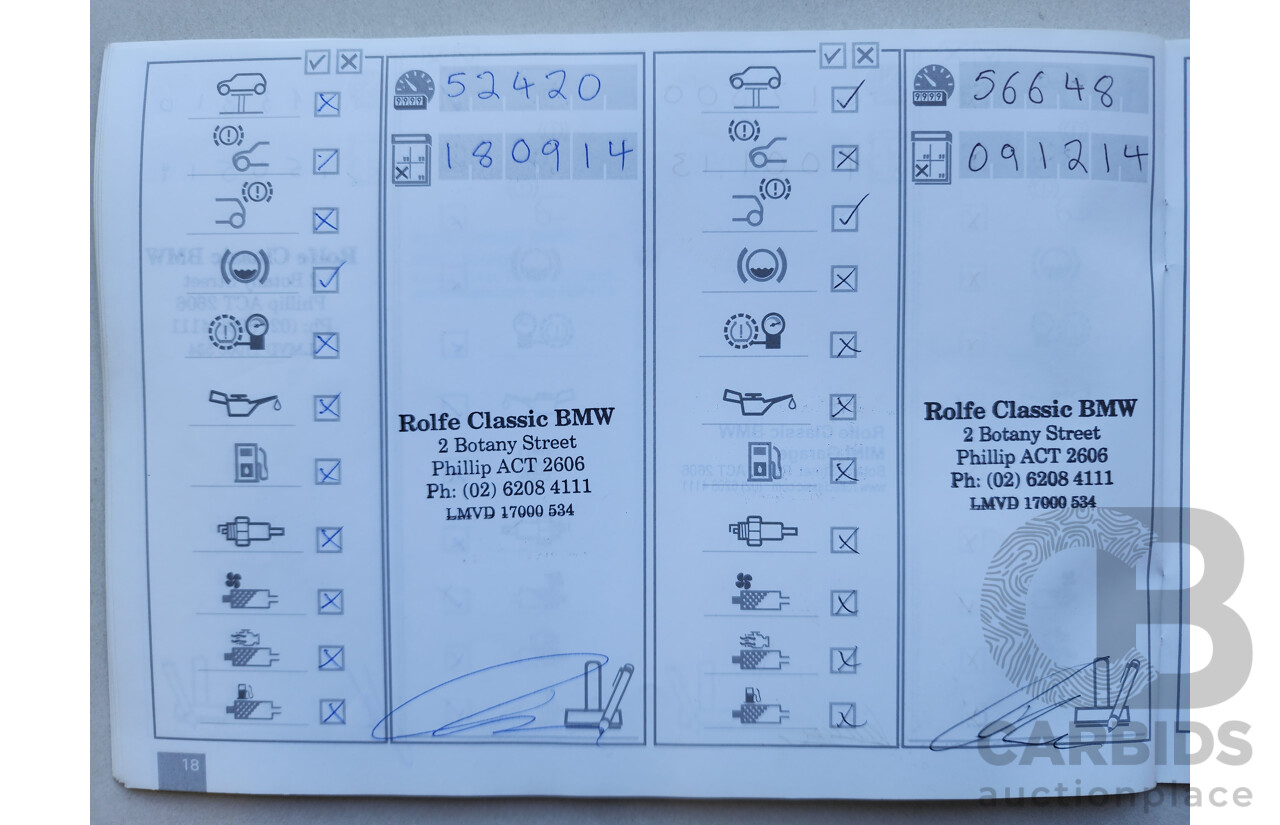 52420
180914
Rolfe Classic BMW
2 Botany Street
Phillip ACT 2606
Ph: (02) 6208 4111
LMVD 17000 534
56648
091214
Rolfe Classic BMW
2 Botany Street
Phillip ACT 2606
Ph: (02) 6208 4111
LMVD 17000 534
18
CARBIDS
auctionplace